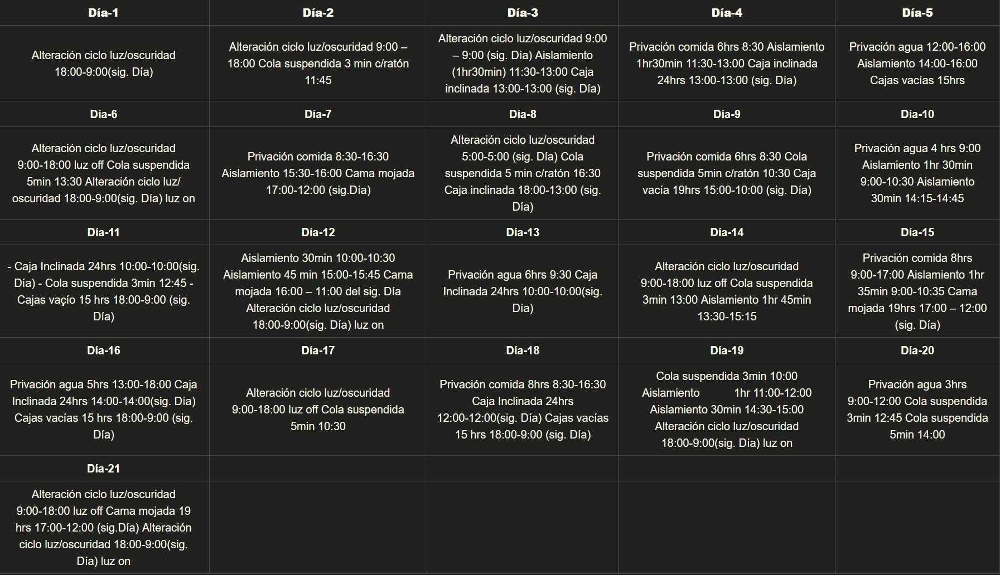 Día-1
Día-2
Día-3
Día-4
Día-5
Alteración ciclo luz/oscuridad
18:00-9:00(sig. Día)
Alteración ciclo luz/oscuridad 9:00 –
18:00 Cola suspendida 3 min c/ratón
11:45
Alteración ciclo luz/oscuridad 9:00
– 9:00 (sig. Día) Aislamiento
(1hr30min) 11:30-13:00 Caja
inclinada 13:00-13:00 (sig. Día)
Privación comida 6hrs 8:30 Aislamiento
1hr30min 11:30-13:00 Caja inclinada
24hrs 13:00-13:00 (sig. Día)
Privación agua 12:00-16:00
Aislamiento 14:00-16:00
Cajas vacías 15hrs
Día-6
Día-7
Día-8
Día-9
Día-10
Alteración ciclo luz/oscuridad
9:00-18:00 luz off Cola suspendida
5min 13:30 Alteración ciclo luz/
oscuridad 18:00-9:00(sig. Día) luz on
Privación comida 8:30-16:30
Aislamiento 15:30-16:00 Cama mojada
17:00-12:00 (sig.Día)
Alteración ciclo luz/oscuridad
5:00-5:00 (sig. Día) Cola
suspendida 5 min c/ratón 16:30
Caja inclinada 18:00-13:00 (sig.
Día)
Privación comida 6hrs 8:30 Cola
suspendida 5min c/ratón 10:30 Caja
vacía 19hrs 15:00-10:00 (sig. Día)
Privación agua 4 hrs 9:00
Aislamiento 1hr 30min
9:00-10:30 Aislamiento
30min 14:15-14:45
Día-11
Día-12
Día-13
Día-14
Día-15
- Caja Inclinada 24hrs 10:00-10:00(sig.
Día) - Cola suspendida 3min 12:45 -
Cajas vaçío 15 hrs 18:00-9:00 (sig.
Día)
Aislamiento 30min 10:00-10:30
Aislamiento 45 min 15:00-15:45 Cama
mojada 16:00 – 11:00 del sig. Día
Alteración ciclo luz/oscuridad
18:00-9:00(sig. Día) luz on
Privación agua 6hrs 9:30 Caja
Inclinada 24hrs 10:00-10:00(sig.
Día)
Alteración ciclo luz/oscuridad
9:00-18:00 luz off Cola suspendida
3min 13:00 Aislamiento 1hr 45min
13:30-15:15
Privación comida 8hrs
9:00-17:00 Aislamiento 1hr
35min 9:00-10:35 Cama
mojada 19hrs 17:00 – 12:00
(sig. Día)
Día-16
Día-17
Día-18
Día-19
Día-20
Privación agua 5hrs 13:00-18:00 Caja
Inclinada 24hrs 14:00-14:00(sig. Día)
Cajas vacías 15 hrs 18:00-9:00 (sig.
Día)
Alteración ciclo luz/oscuridad
9:00-18:00 luz off Cola suspendida
5min 10:30
Privación comida 8hrs 8:30-16:30
Caja Inclinada 24hrs
12:00-12:00(sig. Día) Cajas vacías
15 hrs 18:00-9:00 (sig. Día)
Cola suspendida 3min 10:00
Aislamiento 1hr 11:00-12:00
Aislamiento 30min 14:30-15:00
Alteración ciclo luz/oscuridad
18:00-9:00(sig. Día) luz on
Privación agua 3hrs
9:00-12:00 Cola suspendida
3min 12:45 Cola suspendida
5min 14:00
Día-21
Alteración ciclo luz/oscuridad
9:00-18:00 luz off Cama mojada 19
hrs 17:00-12:00 (sig.Día) Alteración
ciclo luz/oscuridad 18:00-9:00(sig.
Día) luz on